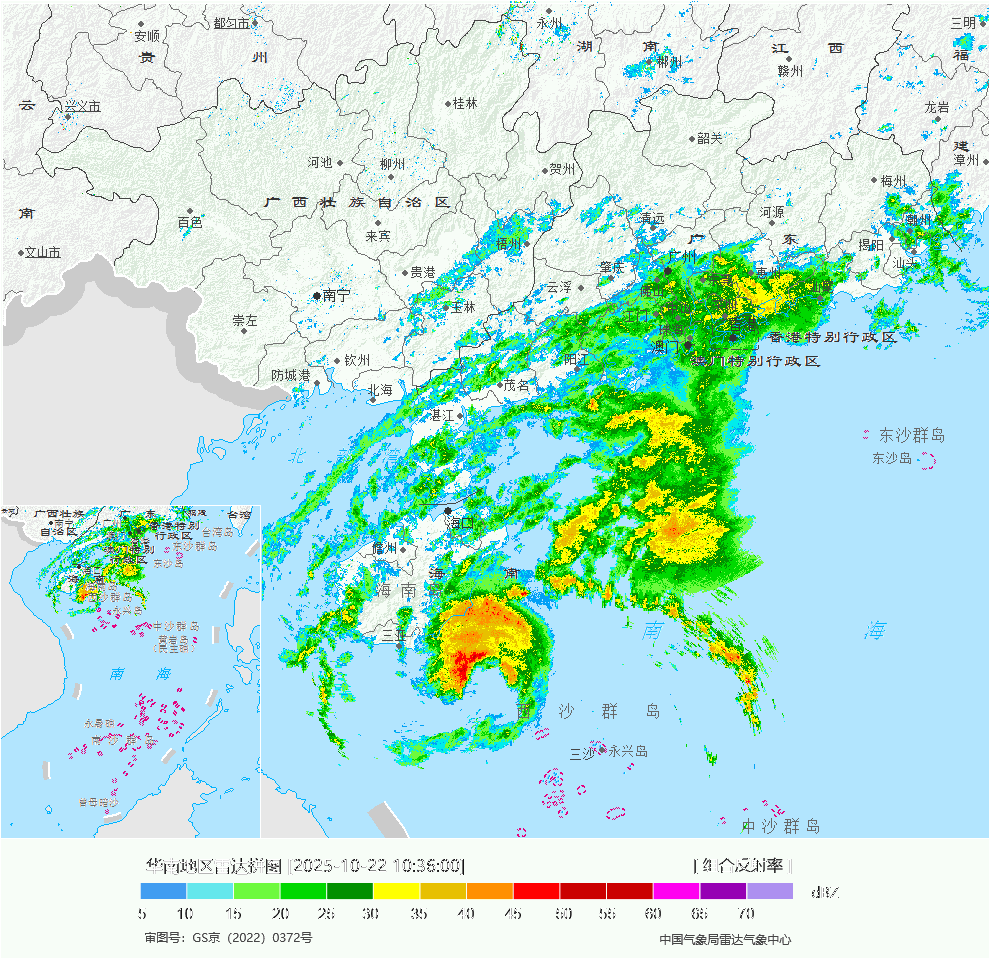 永州
三明
安顺
都匀市
贵 州
湖 南
江 西
福
郴州
赣州
云
兴义市
桂林
龙岩
韶关
建
河池
柳州
贺州
漳州
梅州
广 西 壮 族 自 治 区
南
百色
来宾
清远
河源
潮州
广 东
揭阳
汕头
文山市
梧州
广州
贵港
肇庆
惠州
云浮
南宁
玉林
江门
崇左
香港特别行政区
澳门
澳门特别行政区
钦州
阳江
防城港
北海
茂名
湛江
东沙群岛
东沙岛
北 部 湾
海口
儋州
海 南
海 南 岛
三亚
南 海
西 沙 群 岛
三沙
永兴岛
中沙群岛
广西壮族
自治区
南宁
广 东
香港特别
行政区
台湾
台湾岛
东沙群岛
东沙岛
永兴岛
中沙群岛
黄岩岛
南 海
永暑礁
南 沙 群 岛
曾母暗沙
华南地区雷达拼图 [2025-10-22 10:36:00]
[ 组合反射率 ]
5 10 15 20 25 30 35 40 45 50 55 60 65 70 dBZ
审图号：GS京（2022）0372号
中国气象局雷达气象中心